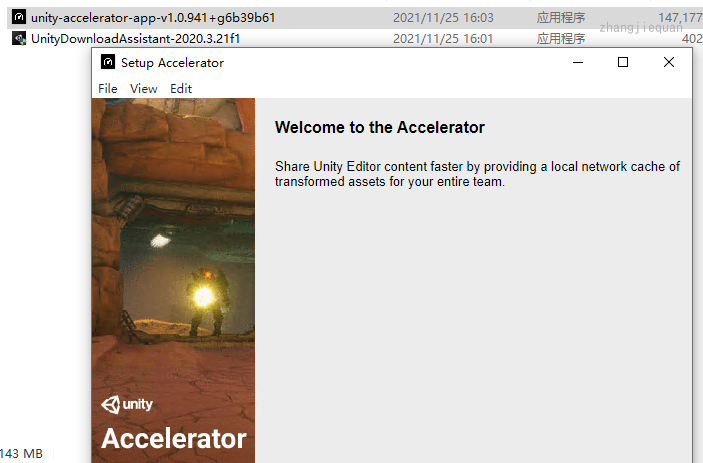 unity-accelerator-app-v1.0.941+g6b39b61 2021/11/25 16:03 应用程序 147,177
zhangjiequan
UnityDownloadAssistant-2020.3.21f1 2021/11/25 16:01 应用程序 402
Setup Accelerator
File View Edit
Welcome to the Accelerator
Share Unity Editor content faster by providing a local network cache of
transformed assets for your entire team.
unity
Accelerator
143 MB